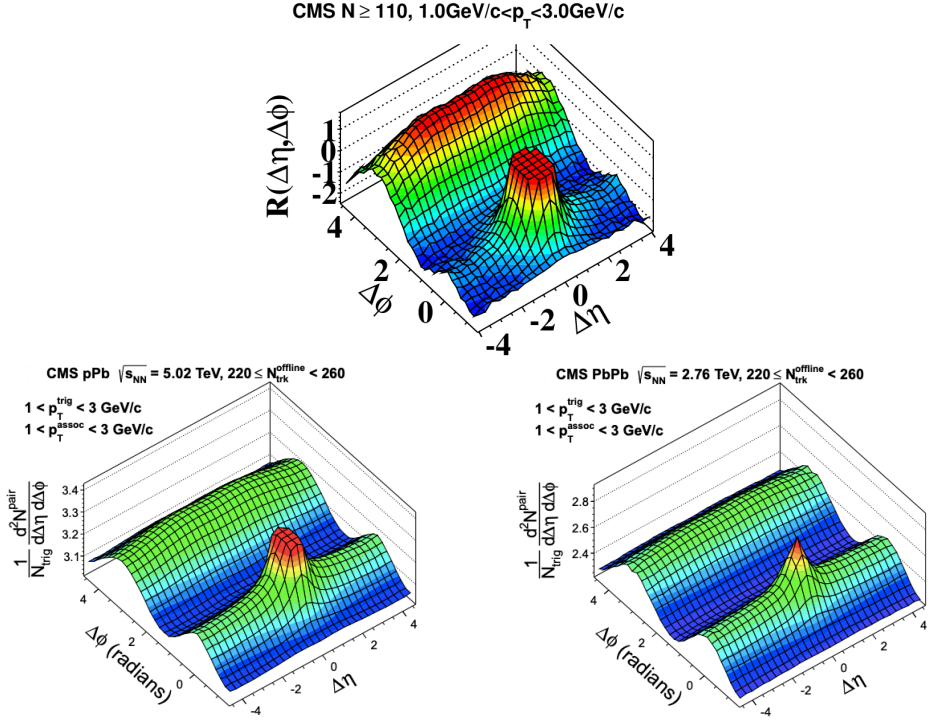 CMS N ≥ 110, 1.0GeV/c<p_T<3.0GeV/c
R(Δη,Δϕ)
1
0
-1
-2
4
2
0
Δϕ
-4
-2
0
2
4
Δη
CMS pPb √s_NN = 5.02 TeV, 220 ≤ N_trk^offline < 260
1 < p_T^trig < 3 GeV/c
1 < p_T^assoc < 3 GeV/c
1/N_trig d²N^pair/dΔη dΔϕ
3.4
3.3
3.2
3.1
4
2
0
Δϕ (radians)
-4
-2
0
2
4
Δη
CMS PbPb √s_NN = 2.76 TeV, 220 ≤ N_trk^offline < 260
1 < p_T^trig < 3 GeV/c
1 < p_T^assoc < 3 GeV/c
1/N_trig d²N^pair/dΔη dΔϕ
2.8
2.6
2.4
4
2
0
Δϕ (radians)
-4
-2
0
2
4
Δη